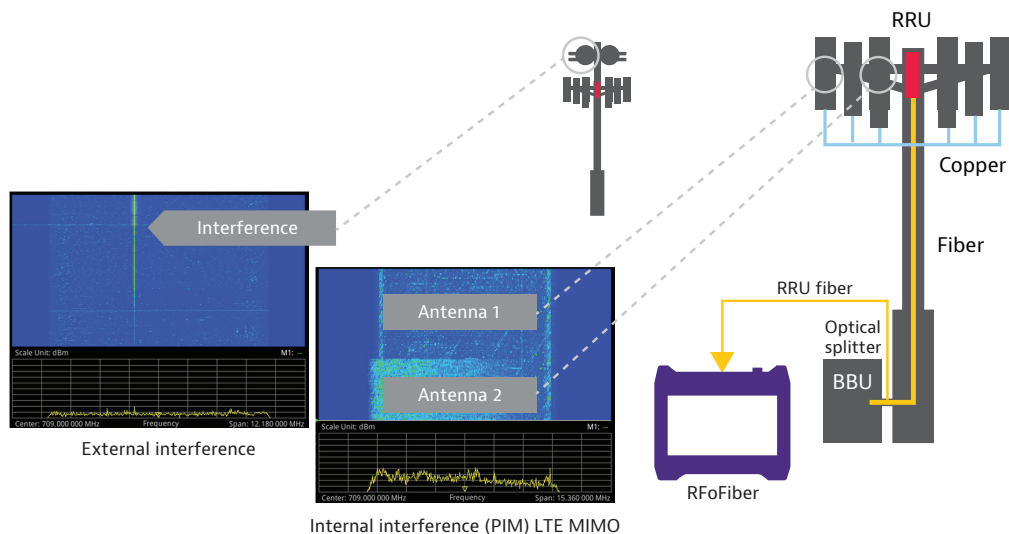 RRU
Copper
Fiber
Interference
RRU fiber
Antenna 1
Optical
splitter
BBU
Scale Unit: dBm M1: --
Antenna 2
Center: 709.000 000 MHz Frequency Span: 12.180 000 MHz
External interference
Scale Unit: dBm M1: --
Center: 709.000 000 MHz Frequency Span: 15.360 000 MHz
RFoFiber
Internal interference (PIM) LTE MIMO